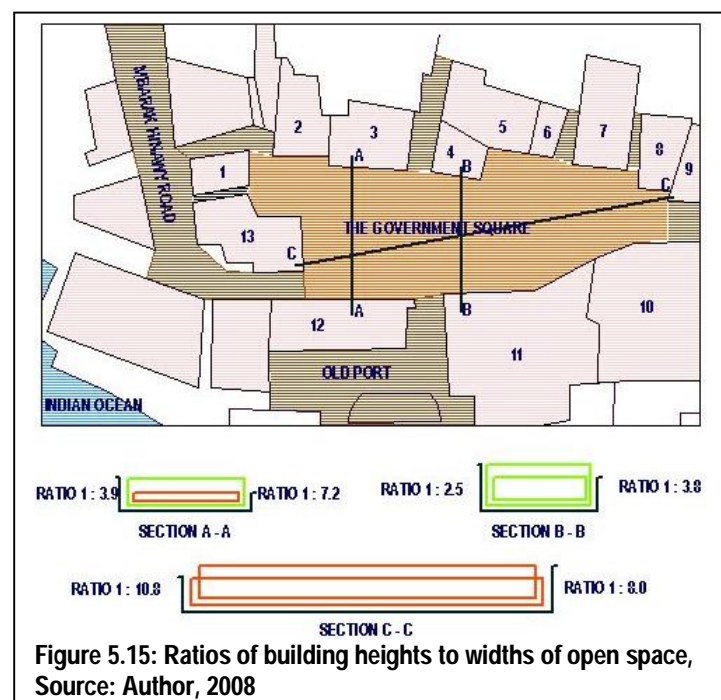 MBARAK HINAWY ROAD
2
3
5
6
7
8
9
1
A
4
B
C
THE GOVERNMENT SQUARE
13
C
10
12
A
B
11
OLD PORT
INDIAN OCEAN
RATIO 1 : 3.9
RATIO 1 : 7.2
SECTION A - A
RATIO 1 : 2.5
RATIO 1 : 3.8
SECTION B - B
RATIO 1 : 10.8
RATIO 1 : 8.0
SECTION C - C
Figure 5.15: Ratios of building heights to widths of open space,
Source: Author, 2008